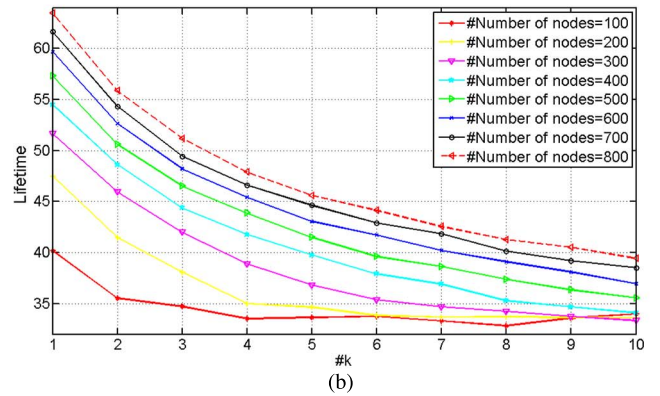 60
55
50
45
40
35
Lifetime
#Number of nodes=100
#Number of nodes=200
#Number of nodes=300
#Number of nodes=400
#Number of nodes=500
#Number of nodes=600
#Number of nodes=700
#Number of nodes=800
1 2 3 4 5 6 7 8 9 10
#k
(b)